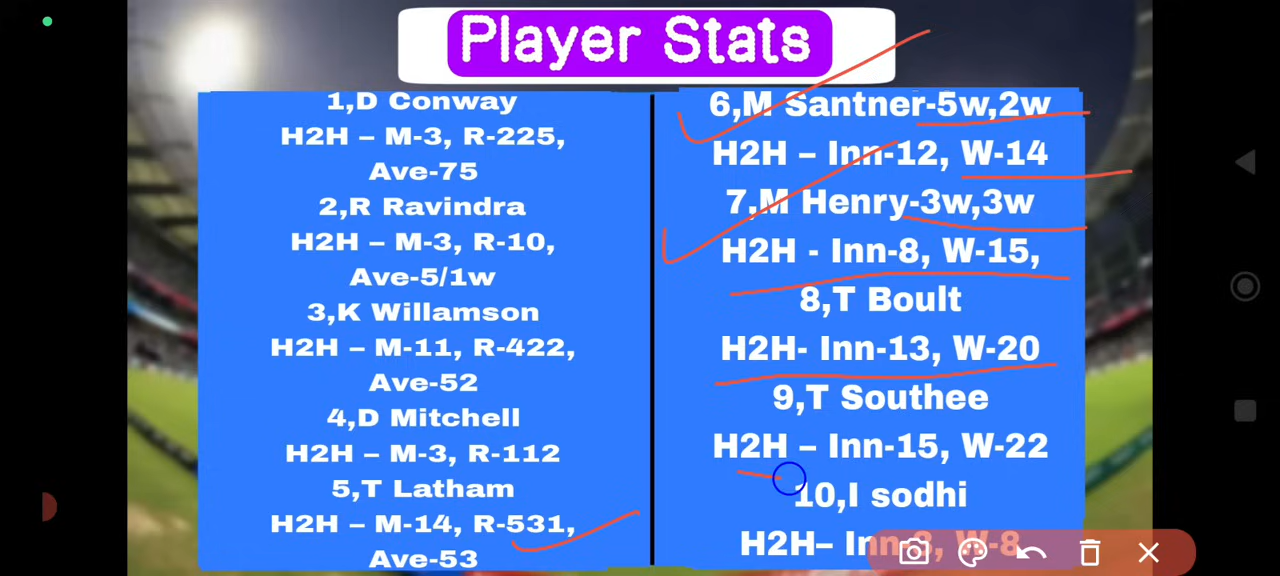 Player Stats
1,D Conway
H2H – M-3, R-225,
Ave-75
2,R Ravindra
H2H – M-3, R-10,
Ave-5/1w
3,K Willamson
H2H – M-11, R-422,
Ave-52
4,D Mitchell
H2H – M-3, R-112
5,T Latham
H2H – M-14, R-531,
Ave-53
6,M Santner-5w,2w
H2H – Inn-12, W-14
7,M Henry-3w,3w
H2H - Inn-8, W-15,
8,T Boult
H2H- Inn-13, W-20
9,T Southee
H2H – Inn-15, W-22
10,I sodhi
H2H– Inn-8, W-8